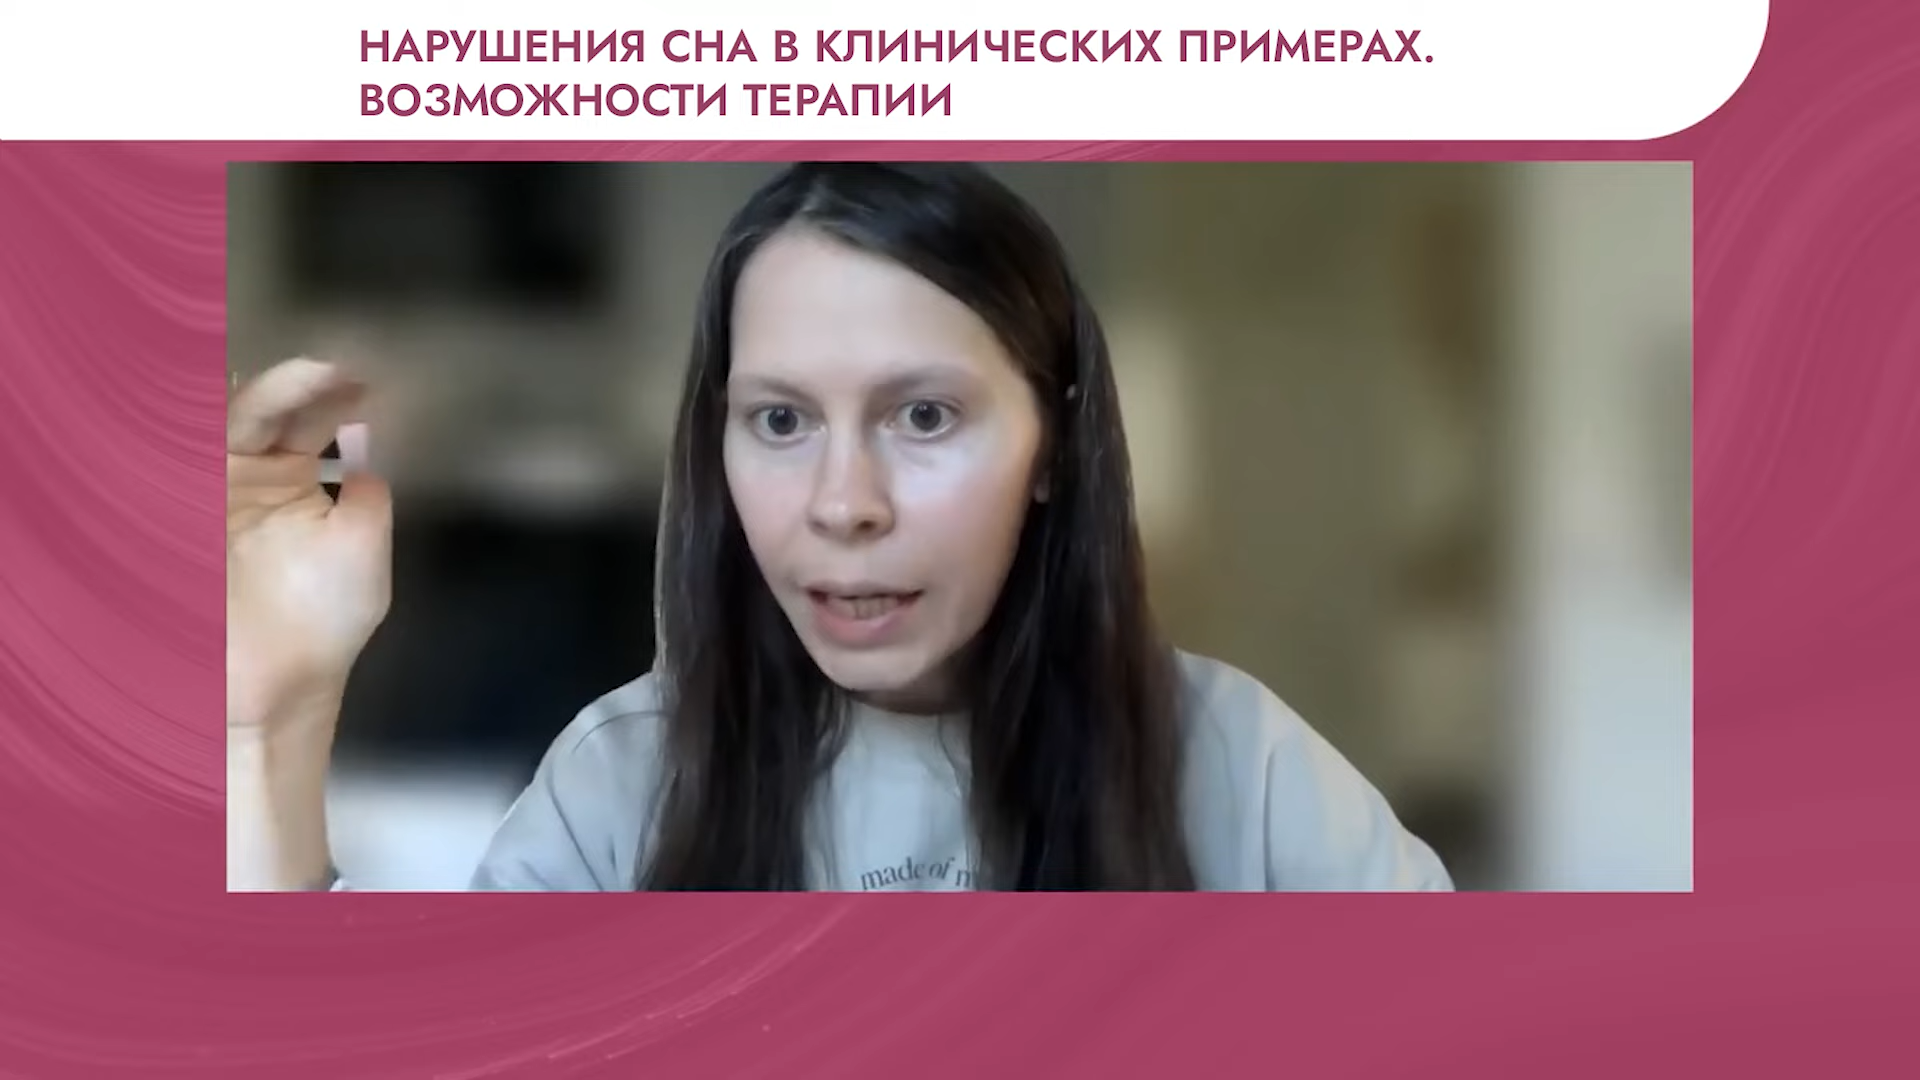 НАРУШЕНИЯ СНА В КЛИНИЧЕСКИХ ПРИМЕРАХ.
ВОЗМОЖНОСТИ ТЕРАПИИ
made of